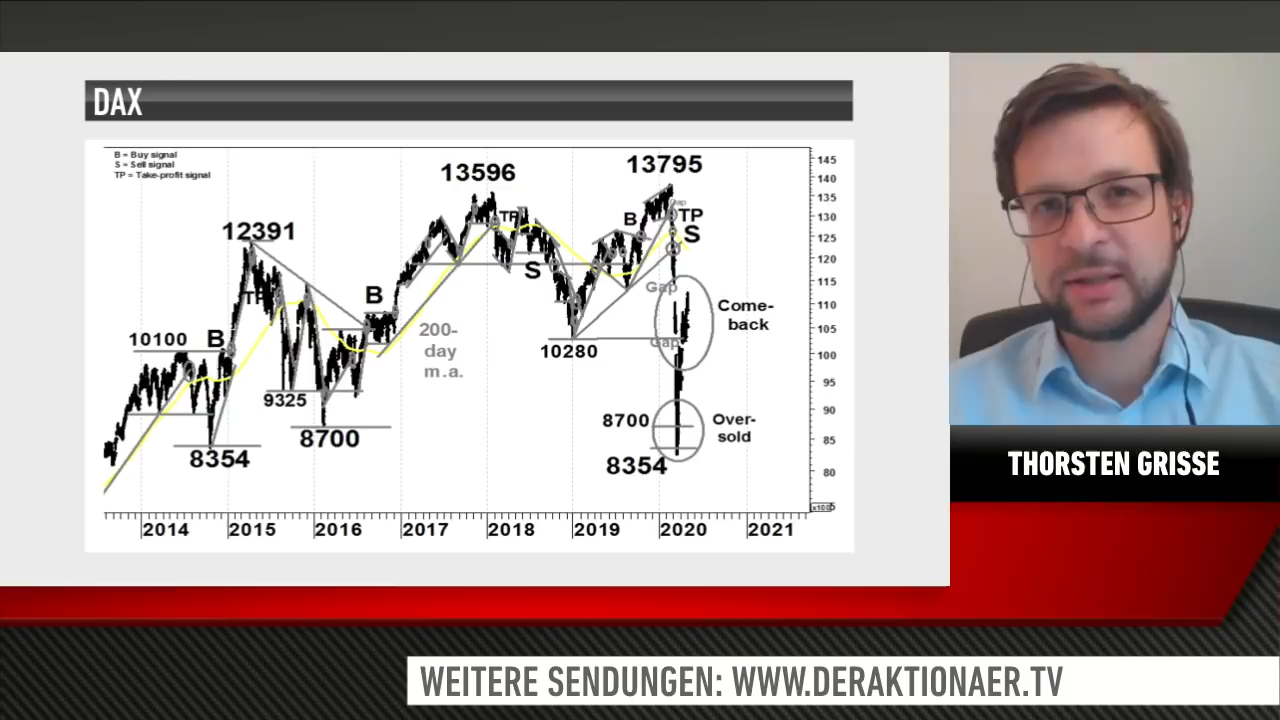 DAX
B = Buy signal
S = Sell signal
TP = Take-profit signal
13596
13795
12391
TP
B
TP
S
Gap
B
TP
S
Gap
Come-
back
10100
B
200-
day
m.a.
10280
Gap
9325
8700
8354
8700
Over-
sold
8354
145
140
135
130
125
120
115
110
105
100
95
90
85
80
x100
2014 2015 2016 2017 2018 2019 2020 2021
THORSTEN GRISSE
WEITERE SENDUNGEN: WWW.DERAKTIONAER.TV